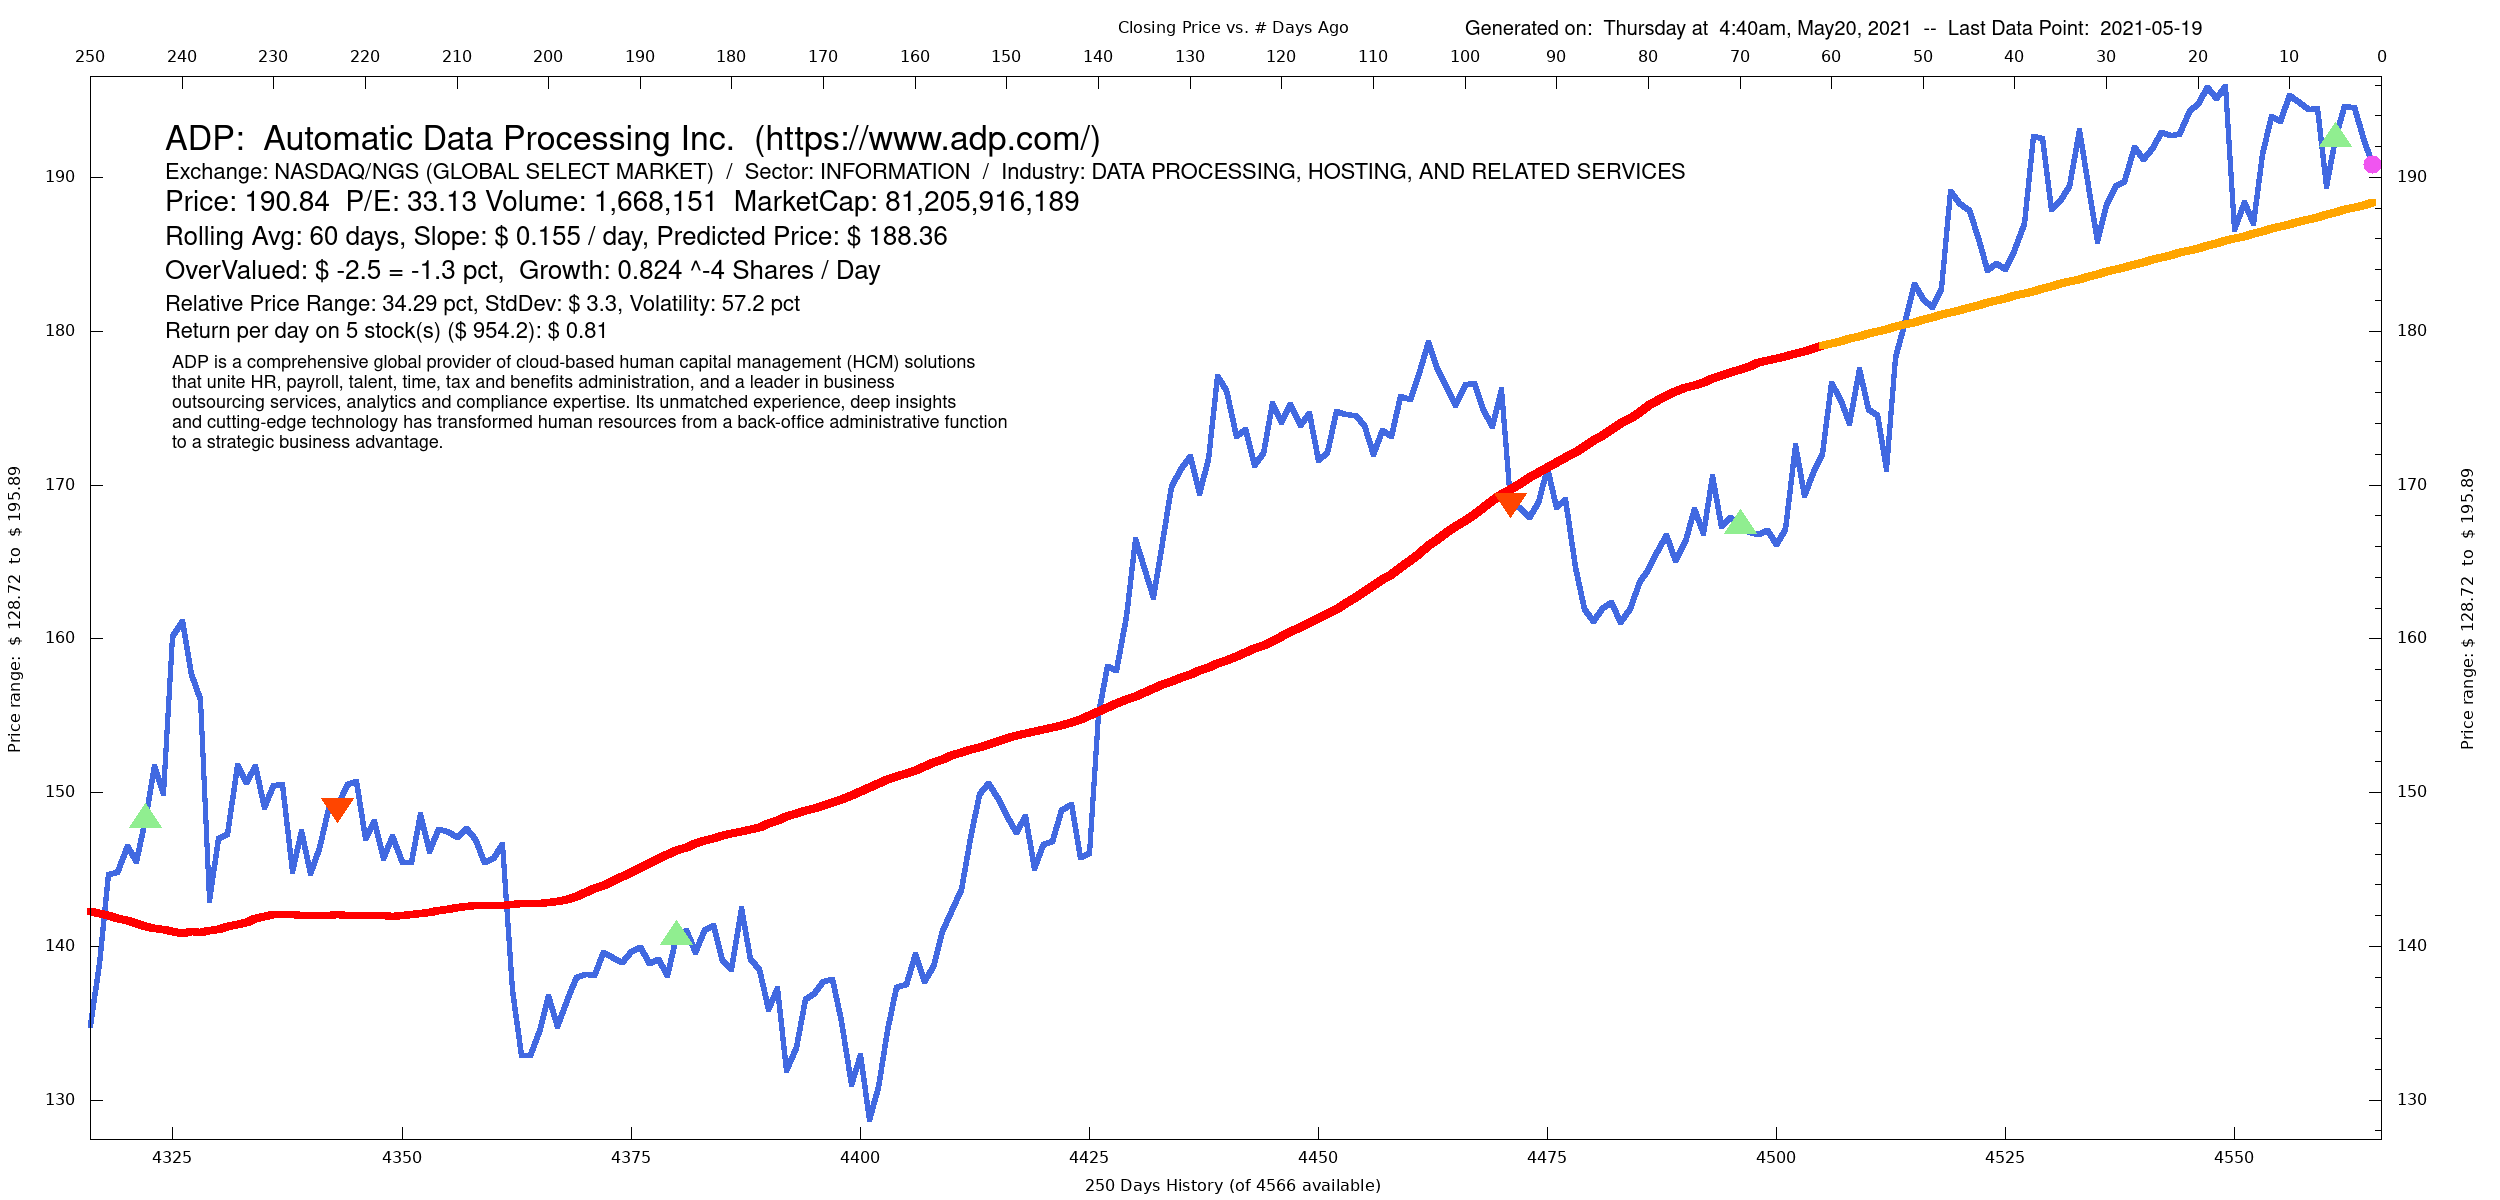 Closing Price vs. # Days Ago
Generated on:  Thursday at  4:40am, May20, 2021  --  Last Data Point:  2021-05-19
250 240 230 220 210 200 190 180 170 160 150 140 130 120 110 100 90 80 70 60 50 40 30 20 10 0
ADP:  Automatic Data Processing Inc.  (https://www.adp.com/)
Exchange: NASDAQ/NGS (GLOBAL SELECT MARKET)  /  Sector: INFORMATION  /  Industry: DATA PROCESSING, HOSTING, AND RELATED SERVICES
Price: 190.84  P/E: 33.13 Volume: 1,668,151  MarketCap: 81,205,916,189
Rolling Avg: 60 days, Slope: $ 0.155 / day, Predicted Price: $ 188.36
OverValued: $ -2.5 = -1.3 pct,  Growth: 0.824 ^-4 Shares / Day
Relative Price Range: 34.29 pct, StdDev: $ 3.3, Volatility: 57.2 pct
Return per day on 5 stock(s) ($ 954.2): $ 0.81
ADP is a comprehensive global provider of cloud-based human capital management (HCM) solutions
that unite HR, payroll, talent, time, tax and benefits administration, and a leader in business
outsourcing services, analytics and compliance expertise. Its unmatched experience, deep insights
and cutting-edge technology has transformed human resources from a back-office administrative function
to a strategic business advantage.
Price range:  $ 128.72  to  $ 195.89
190 190
180 180
170 170
160 160
150 150
140 140
130 130
Price range: $ 128.72  to  $ 195.89
4325 4350 4375 4400 4425 4450 4475 4500 4525 4550
250 Days History (of 4566 available)